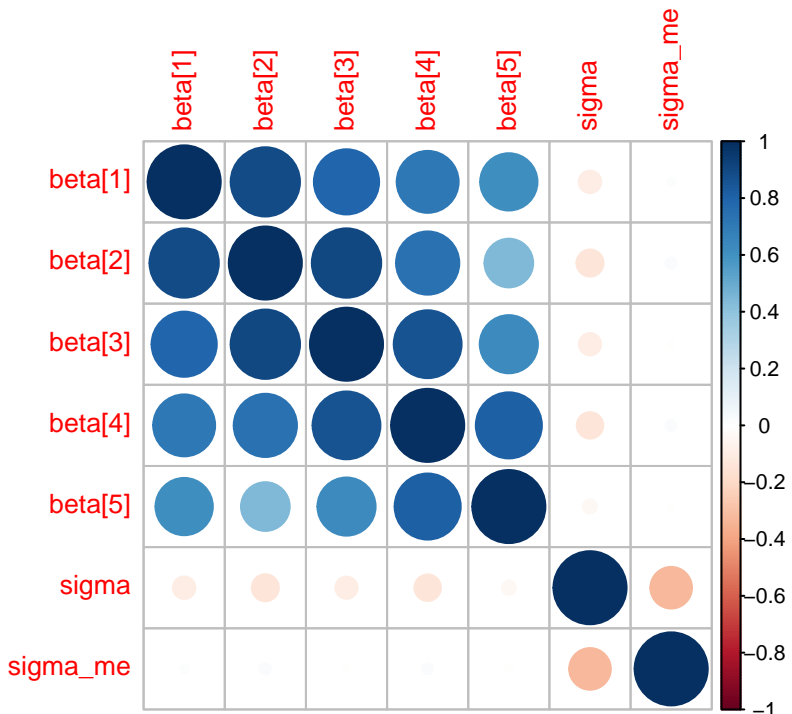 beta[1]
beta[2]
beta[3]
beta[4]
beta[5]
sigma
sigma_me
beta[1]
beta[2]
beta[3]
beta[4]
beta[5]
sigma
sigma_me
1
0.8
0.6
0.4
0.2
0
−0.2
−0.4
−0.6
−0.8
−1